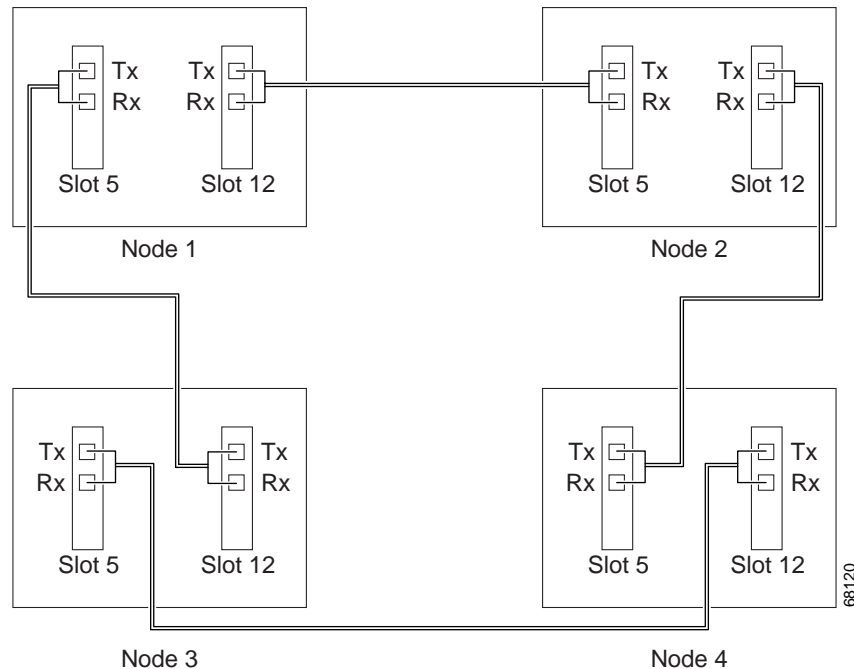 Tx Tx Tx Tx
Rx Rx Rx Rx
Slot 5 Slot 12 Slot 5 Slot 12
Node 1 Node 2
Tx Tx Tx Tx
Rx Rx Rx Rx
Slot 5 Slot 12 Slot 5 Slot 12
68120
Node 3 Node 4